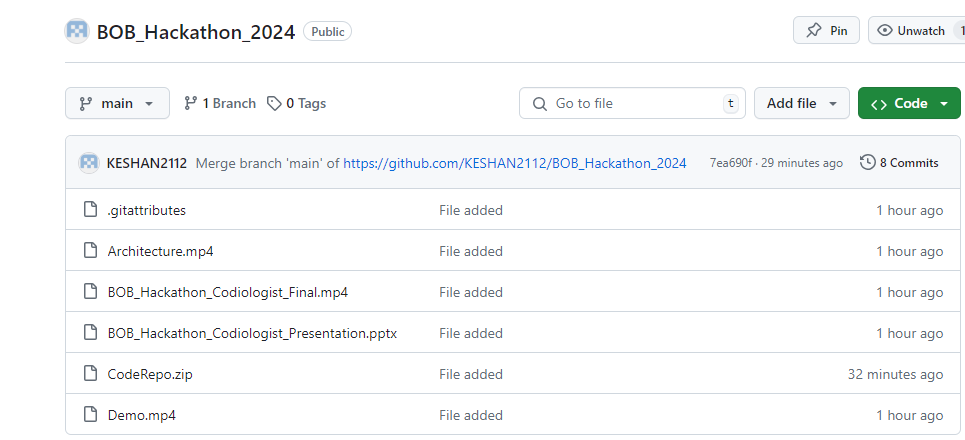 BOB_Hackathon_2024 Public Pin Unwatch 1
main 1 Branch 0 Tags Go to file t Add file Code
KESHAN2112 Merge branch 'main' of https://github.com/KESHAN2112/BOB_Hackathon_2024 7ea690f · 29 minutes ago 8 Commits
.gitattributes File added 1 hour ago
Architecture.mp4 File added 1 hour ago
BOB_Hackathon_Codiologist_Final.mp4 File added 1 hour ago
BOB_Hackathon_Codiologist_Presentation.pptx File added 1 hour ago
CodeRepo.zip File added 32 minutes ago
Demo.mp4 File added 1 hour ago